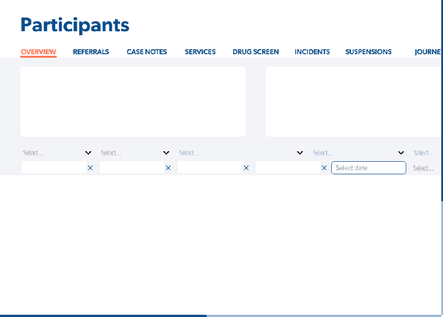 Participants
OVERVIEW REFERRALS CASE NOTES SERVICES DRUG SCREEN INCIDENTS SUSPENSIONS JOURNE
Select... Select... Select... Select... Select...
Select date Select...